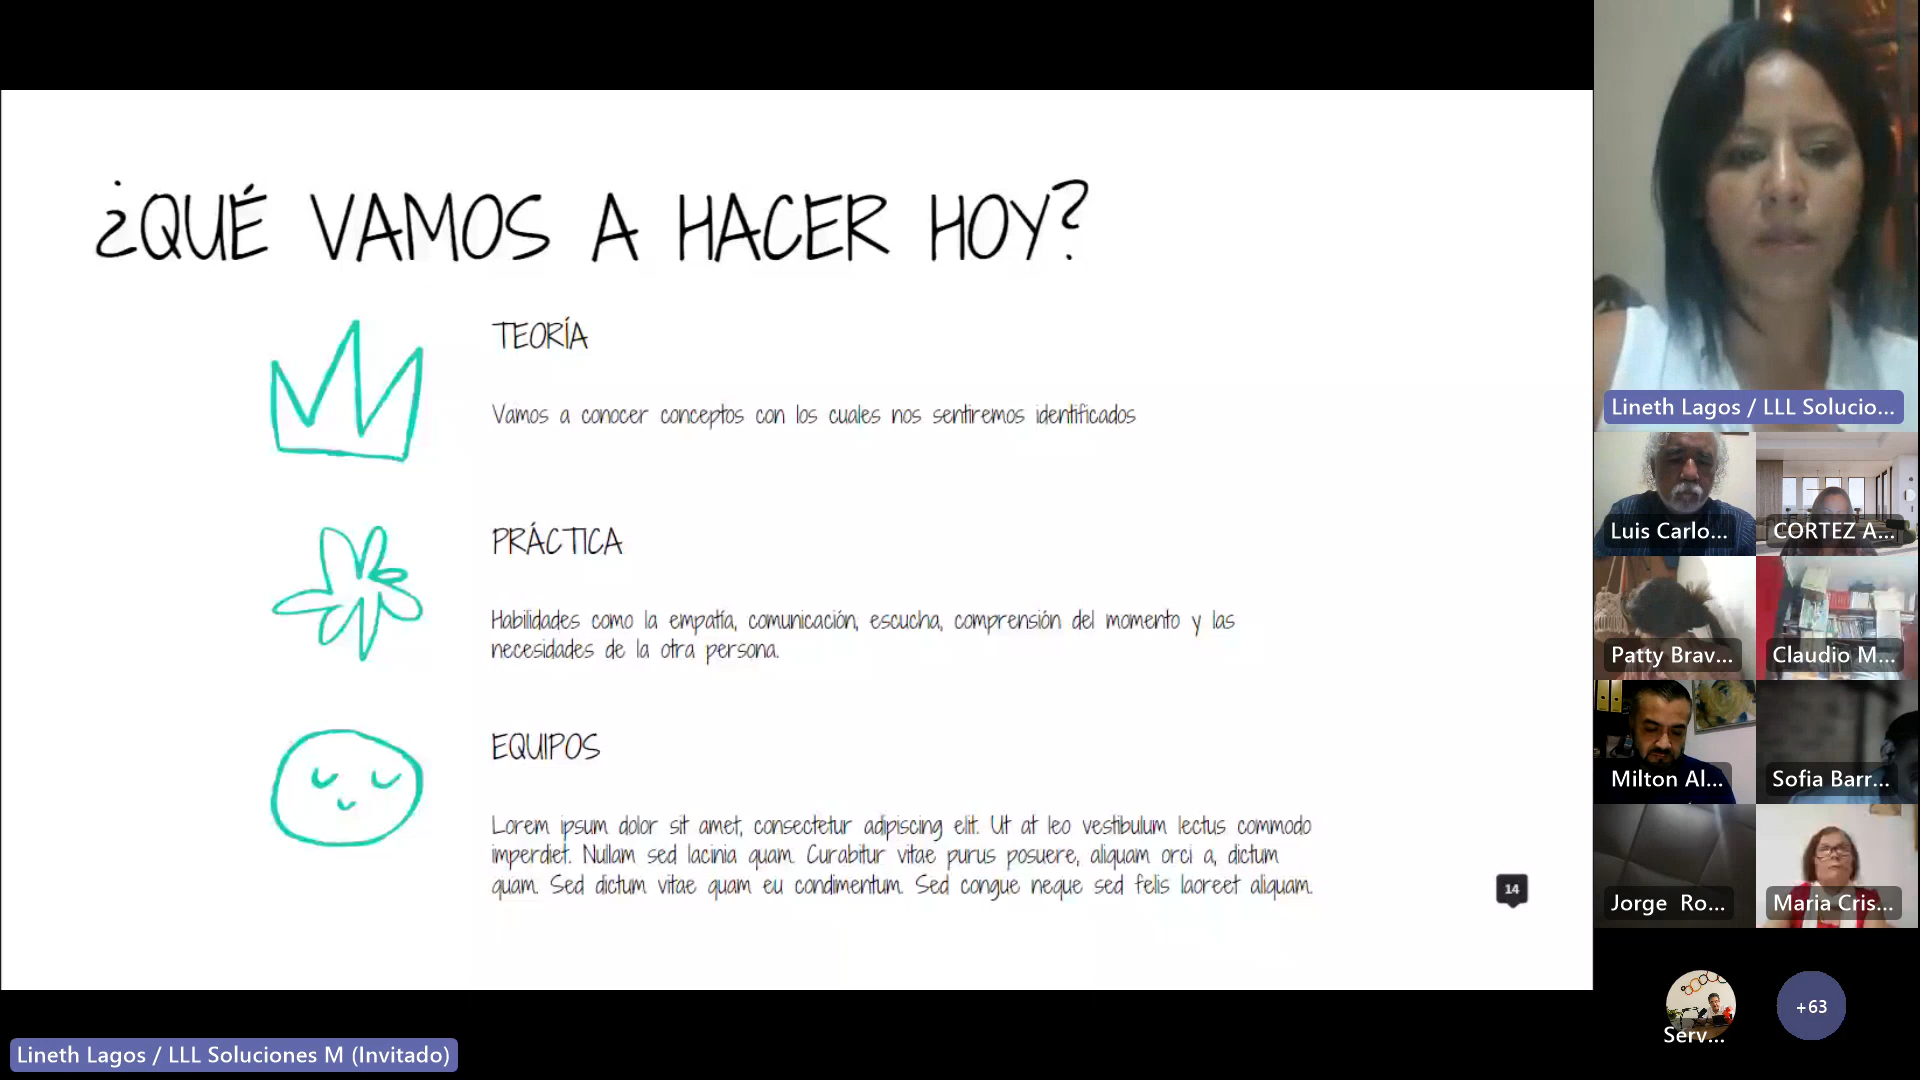 ¿QUÉ VAMOS A HACER HOY?
TEORÍA
Vamos a conocer conceptos con los cuales nos sentiremos identificados
PRÁCTICA
Habilidades como la empatía, comunicación, escucha, comprensión del momento y las
necesidades de la otra persona.
EQUIPOS
Lorem ipsum dolor sit amet, consectetur adipiscing elit. Ut at leo vestibulum lectus commodo
imperdiet. Nullam sed lacinia quam. Curabitur vitae purus posuere, aliquam orci a, dictum
quam. Sed dictum vitae quam eu condimentum. Sed congue neque sed felis laoreet aliquam.
14
Lineth Lagos / LLL Soluciones M (Invitado)
Lineth Lagos / LLL Solucio...
Luis Carlo...
CORTEZ A...
Patty Brav...
Claudio M...
Milton Al...
Sofia Barr...
Jorge Ro...
Maria Cris...
Serv...
+63